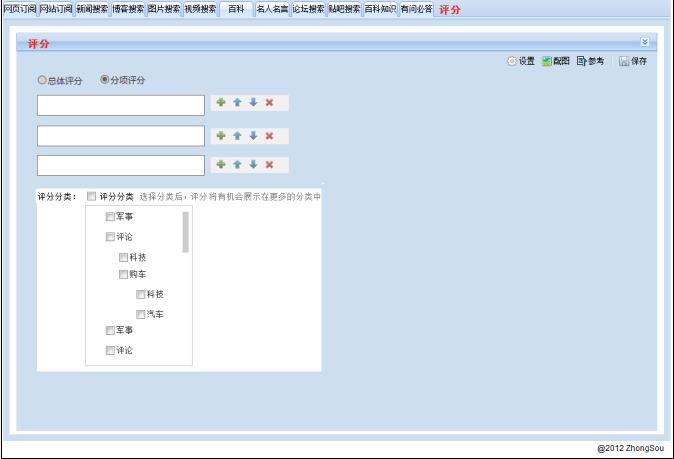 网页订阅 网站订阅 新闻搜索 博客搜索 图片搜索 视频搜索 百科 名人名言 论坛搜索 贴吧搜索 百科知识 有问必答 评分
评分
设置 配图 参考 保存
总体评分 分项评分
评分分类： 评分分类 选择分类后，评分将有机会展示在更多的分类中
军事
评论
科技
购车
科技
汽车
军事
评论
@2012 ZhongSou